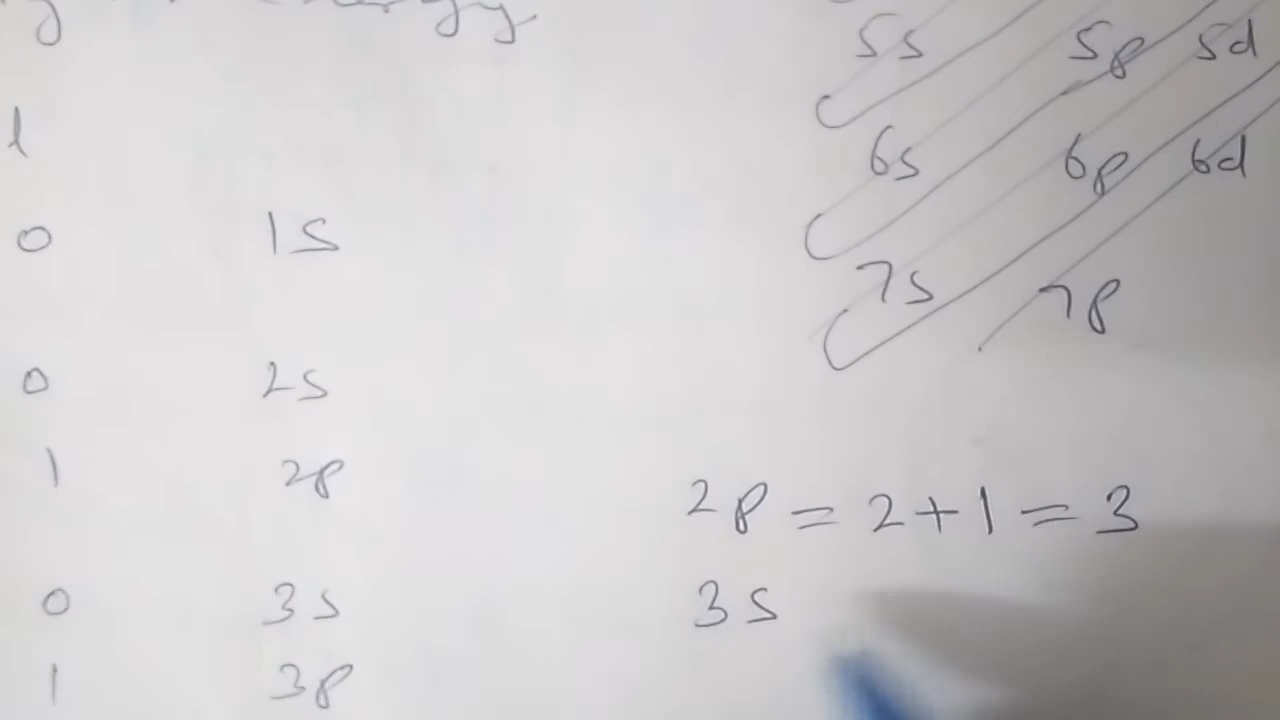 5s 5p 5d
l
6s 6p 6d
0 1s
7s 7p
0 2s
1 2p
2p = 2+1 = 3
0 3s 3s
1 3p